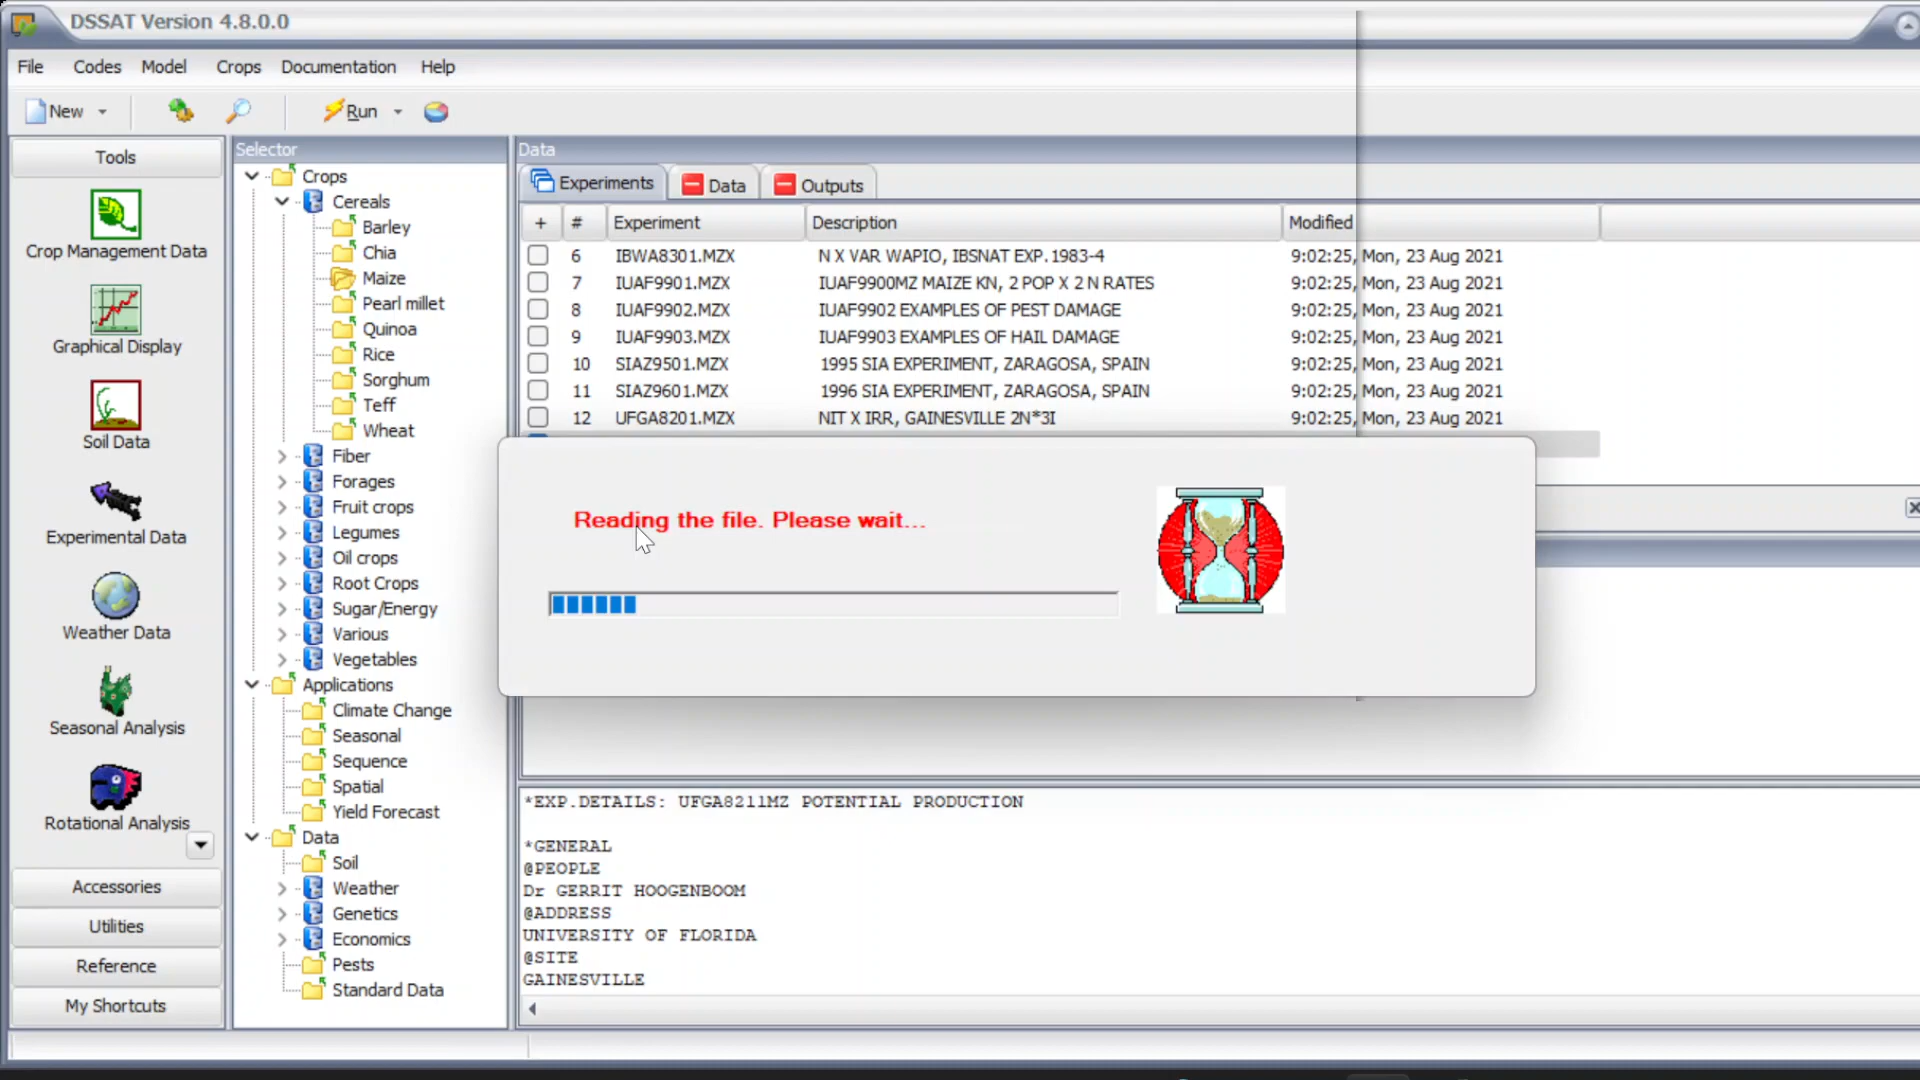 DSSAT Version 4.8.0.0
File Codes Model Crops Documentation Help
New Run
Tools
Crop Management Data
Graphical Display
Soil Data
Experimental Data
Weather Data
Seasonal Analysis
Rotational Analysis
Accessories
Utilities
Reference
My Shortcuts
Selector
Crops
Cereals
Barley
Chia
Maize
Pearl millet
Quinoa
Rice
Sorghum
Teff
Wheat
Fiber
Forages
Fruit crops
Legumes
Oil crops
Root Crops
Sugar/Energy
Various
Vegetables
Applications
Climate Change
Seasonal
Sequence
Spatial
Yield Forecast
Data
Soil
Weather
Genetics
Economics
Pests
Standard Data
Data
Experiments Data Outputs
+ # Experiment Description Modified
6 IBWA8301.MZX N X VAR WAPIO, IBSNAT EXP.1983-4 9:02:25, Mon, 23 Aug 2021
7 IUAF9901.MZX IUAF9900MZ MAIZE KN, 2 POP X 2 N RATES 9:02:25, Mon, 23 Aug 2021
8 IUAF9902.MZX IUAF9902 EXAMPLES OF PEST DAMAGE 9:02:25, Mon, 23 Aug 2021
9 IUAF9903.MZX IUAF9903 EXAMPLES OF HAIL DAMAGE 9:02:25, Mon, 23 Aug 2021
10 SIAZ9501.MZX 1995 SIA EXPERIMENT, ZARAGOSA, SPAIN 9:02:25, Mon, 23 Aug 2021
11 SIAZ9601.MZX 1996 SIA EXPERIMENT, ZARAGOSA, SPAIN 9:02:25, Mon, 23 Aug 2021
12 UFGA8201.MZX NIT X IRR, GAINESVILLE 2N*3I 9:02:25, Mon, 23 Aug 2021
Reading the file. Please wait...
*EXP.DETAILS: UFGA8211MZ POTENTIAL PRODUCTION
*GENERAL
@PEOPLE
Dr GERRIT HOOGENBOOM
@ADDRESS
UNIVERSITY OF FLORIDA
@SITE
GAINESVILLE